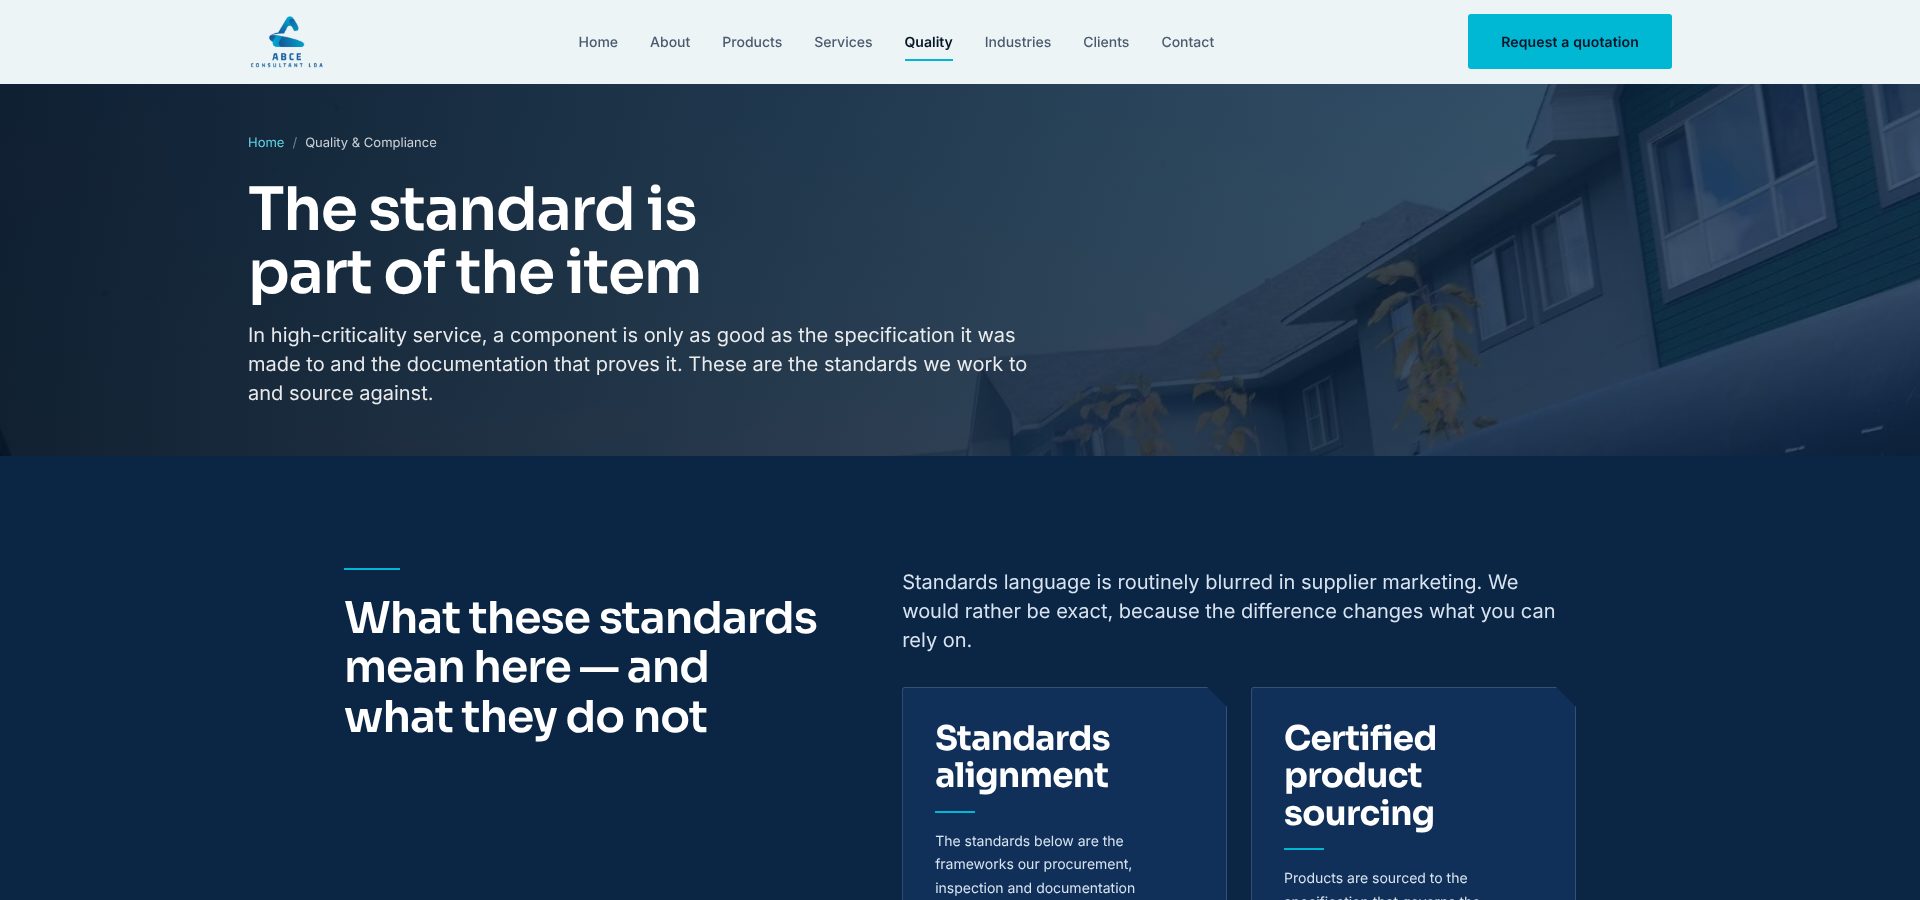 ABCE
CONSULTANT LDA
Home
About
Products
Services
Quality
Industries
Clients
Contact
Request a quotation
Home / Quality & Compliance
The standard is
part of the item
In high-criticality service, a component is only as good as the specification it was
made to and the documentation that proves it. These are the standards we work to
and source against.
What these standards
mean here — and
what they do not
Standards language is routinely blurred in supplier marketing. We
would rather be exact, because the difference changes what you can
rely on.
Standards
alignment
The standards below are the
frameworks our procurement,
inspection and documentation
Certified
product
sourcing
Products are sourced to the